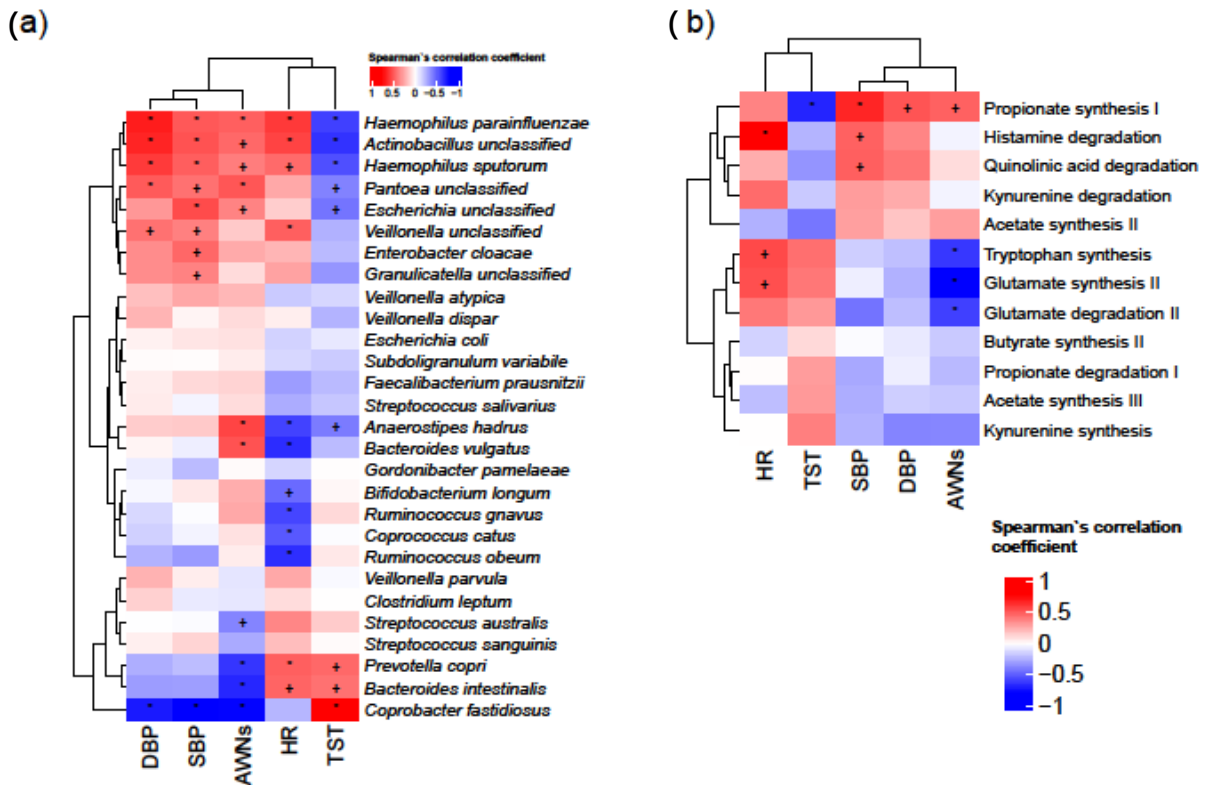 (a)
Spearman`s correlation coefficient
1 0.5 0 -0.5 -1
* * * * * Haemophilus parainfluenzae
* * + * * Actinobacillus unclassified
* * + + * Haemophilus sputorum
* + * + Pantoea unclassified
* + + Escherichia unclassified
+ + * Veillonella unclassified
+ Enterobacter cloacae
+ Granulicatella unclassified
Veillonella atypica
Veillonella dispar
Escherichia coli
Subdoligranulum variabile
Faecalibacterium prausnitzii
Streptococcus salivarius
* * + Anaerostipes hadrus
* * Bacteroides vulgatus
Gordonibacter pamelaeae
+ Bifidobacterium longum
* Ruminococcus gnavus
* Coprococcus catus
* Ruminococcus obeum
Veillonella parvula
Clostridium leptum
+ Streptococcus australis
Streptococcus sanguinis
* * + Prevotella copri
* + + Bacteroides intestinalis
* * * * Coprobacter fastidiosus
DBP SBP AWNs HR TST
(b)
* * + + Propionate synthesis I
* + Histamine degradation
+ Quinolinic acid degradation
Kynurenine degradation
Acetate synthesis II
+ * Tryptophan synthesis
+ * Glutamate synthesis II
* Glutamate degradation II
Butyrate synthesis II
Propionate degradation I
Acetate synthesis III
Kynurenine synthesis
HR TST SBP DBP AWNs
Spearman`s correlation
coefficient
1
0.5
0
−0.5
−1